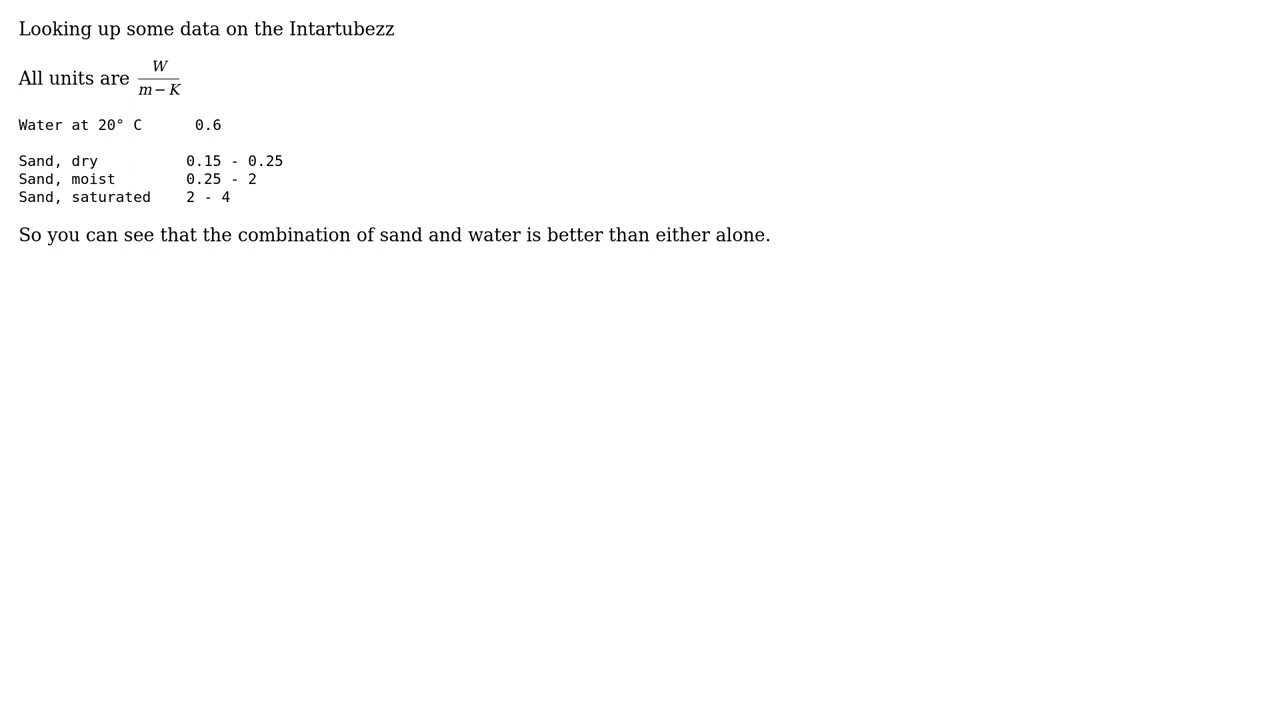 Looking up some data on the Intartubezz
All units are W/(m−K)
Water at 20° C      0.6
Sand, dry          0.15 - 0.25
Sand, moist        0.25 - 2
Sand, saturated    2 - 4
So you can see that the combination of sand and water is better than either alone.